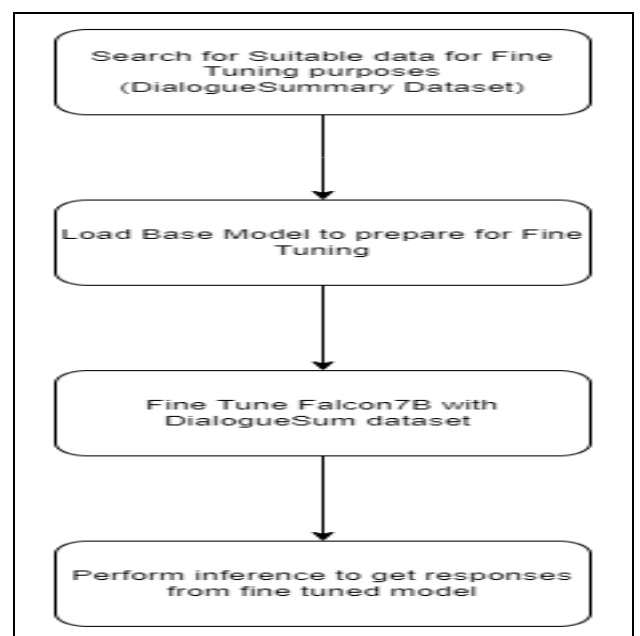 Search for Suitable data for Fine
Tuning purposes
(DialogueSummary Dataset)
Load Base Model to prepare for Fine
Tuning
Fine Tune Falcon7B with
DialogueSum dataset
Perform inference to get responses
from fine tuned model